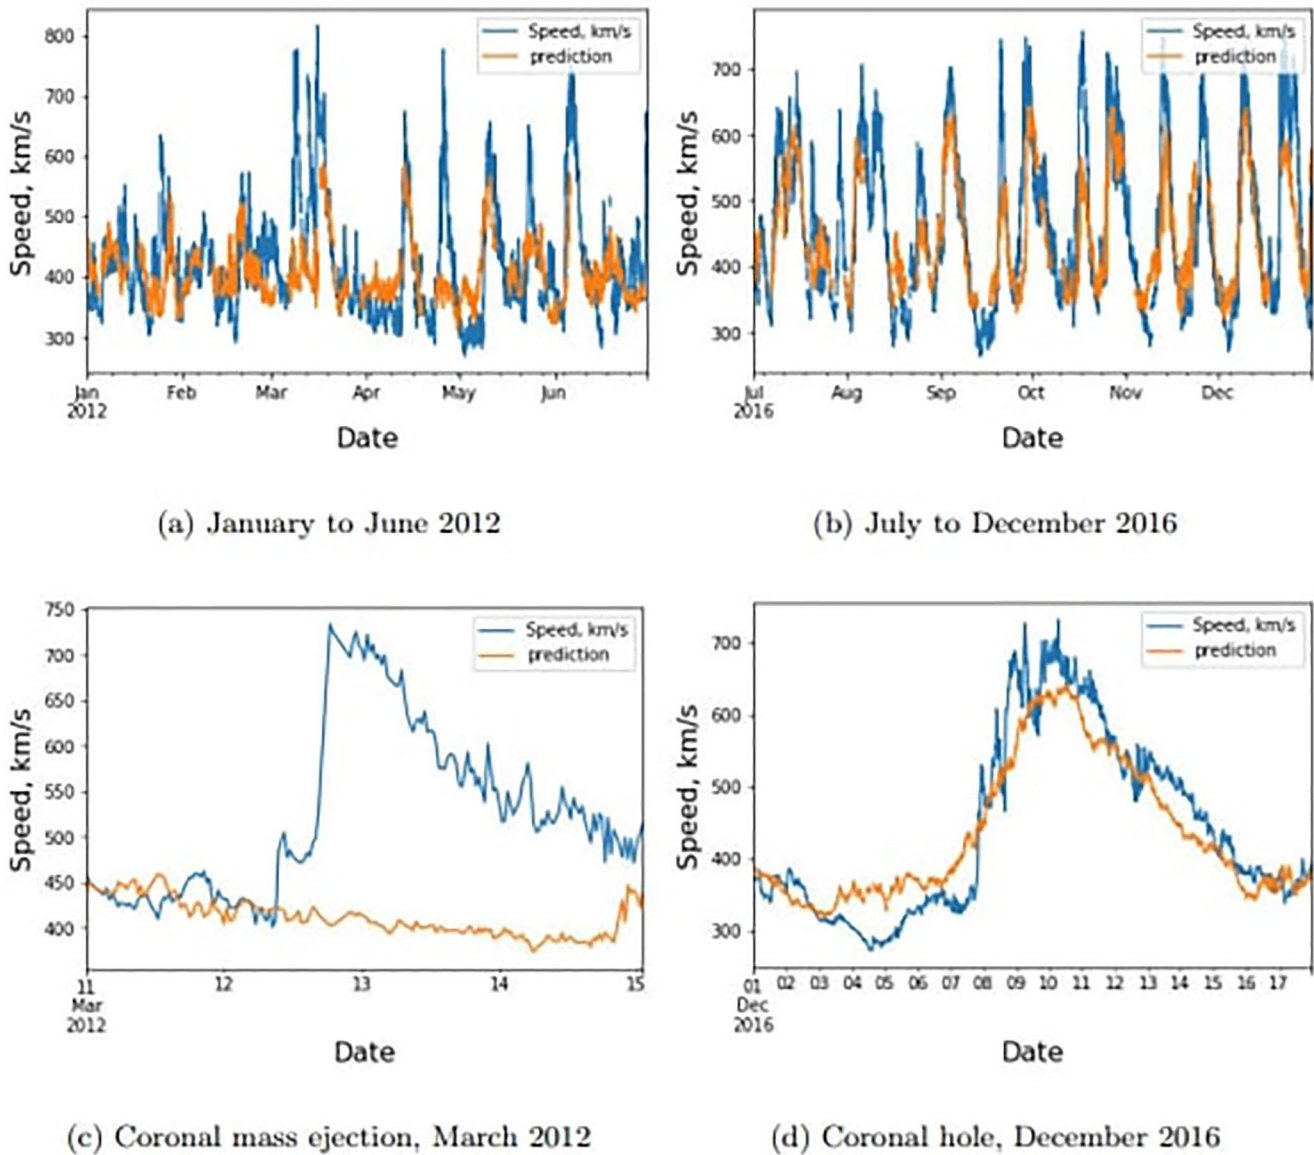 Speed, km/s
prediction
800
700
600
500
400
300
Speed, km/s
Jan
2012
Feb
Mar
Apr
May
Jun
Date
(a) January to June 2012
Speed, km/s
prediction
700
600
500
400
300
Speed, km/s
Jul
2016
Aug
Sep
Oct
Nov
Dec
Date
(b) July to December 2016
Speed, km/s
prediction
750
700
650
600
550
500
450
400
Speed, km/s
11
Mar
2012
12
13
14
15
Date
(c) Coronal mass ejection, March 2012
Speed, km/s
prediction
700
600
500
400
300
Speed, km/s
01
Dec
2016
02 03 04 05 06 07 08 09 10 11 12 13 14 15 16 17
Date
(d) Coronal hole, December 2016